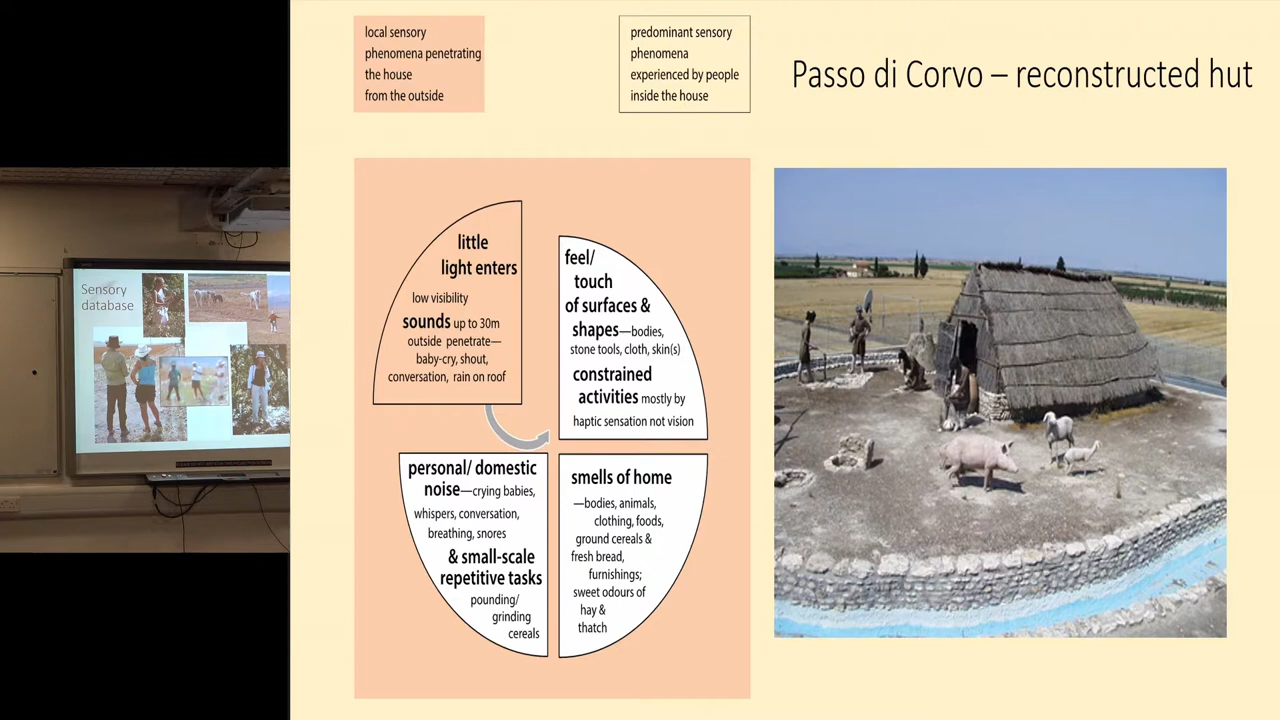 local sensory
phenomena penetrating
the house
from the outside
predominant sensory
phenomena
experienced by people
inside the house
Passo di Corvo – reconstructed hut
little
light enters
low visibility
sounds up to 30m
outside penetrate—
baby-cry, shout,
conversation, rain on roof
feel/
touch
of surfaces &
shapes—bodies,
stone tools, cloth, skin(s)
constrained
activities mostly by
haptic sensation not vision
personal/ domestic
noise—crying babies,
whispers, conversation,
breathing, snores
& small-scale
repetitive tasks
pounding/
grinding
cereals
smells of home
—bodies, animals,
clothing, foods,
ground cereals &
fresh bread,
furnishings;
sweet odours of
hay &
thatch
Sensory
database